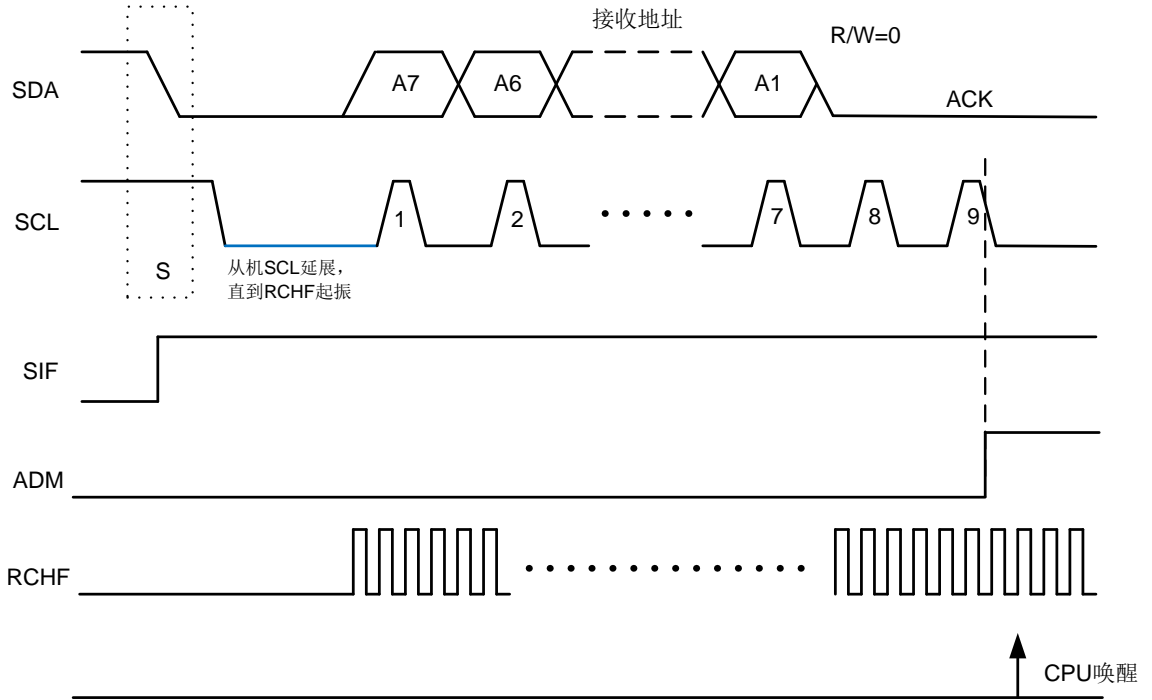 接收地址
R/W=0
SDA
A7
A6
A1
ACK
SCL
1
2
7
8
9
S
从机SCL延展，
直到RCHF起振
SIF
ADM
RCHF
CPU唤醒